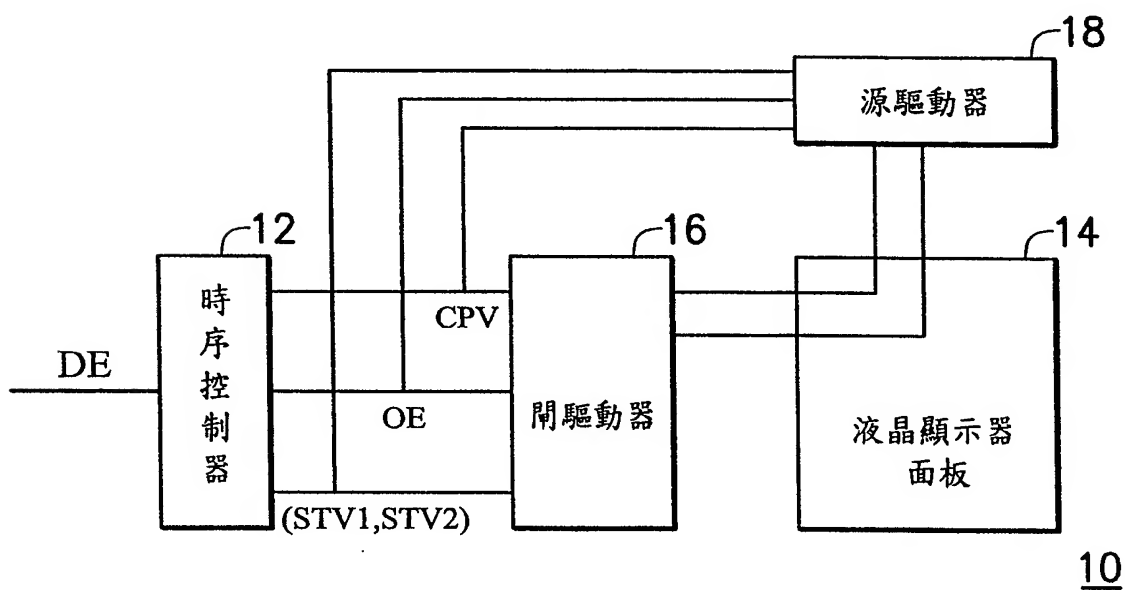 18
源驅動器
12
16
14
時序控制器
CPV
DE
OE
閘驅動器
液晶顯示器
面板
(STV1,STV2)
10